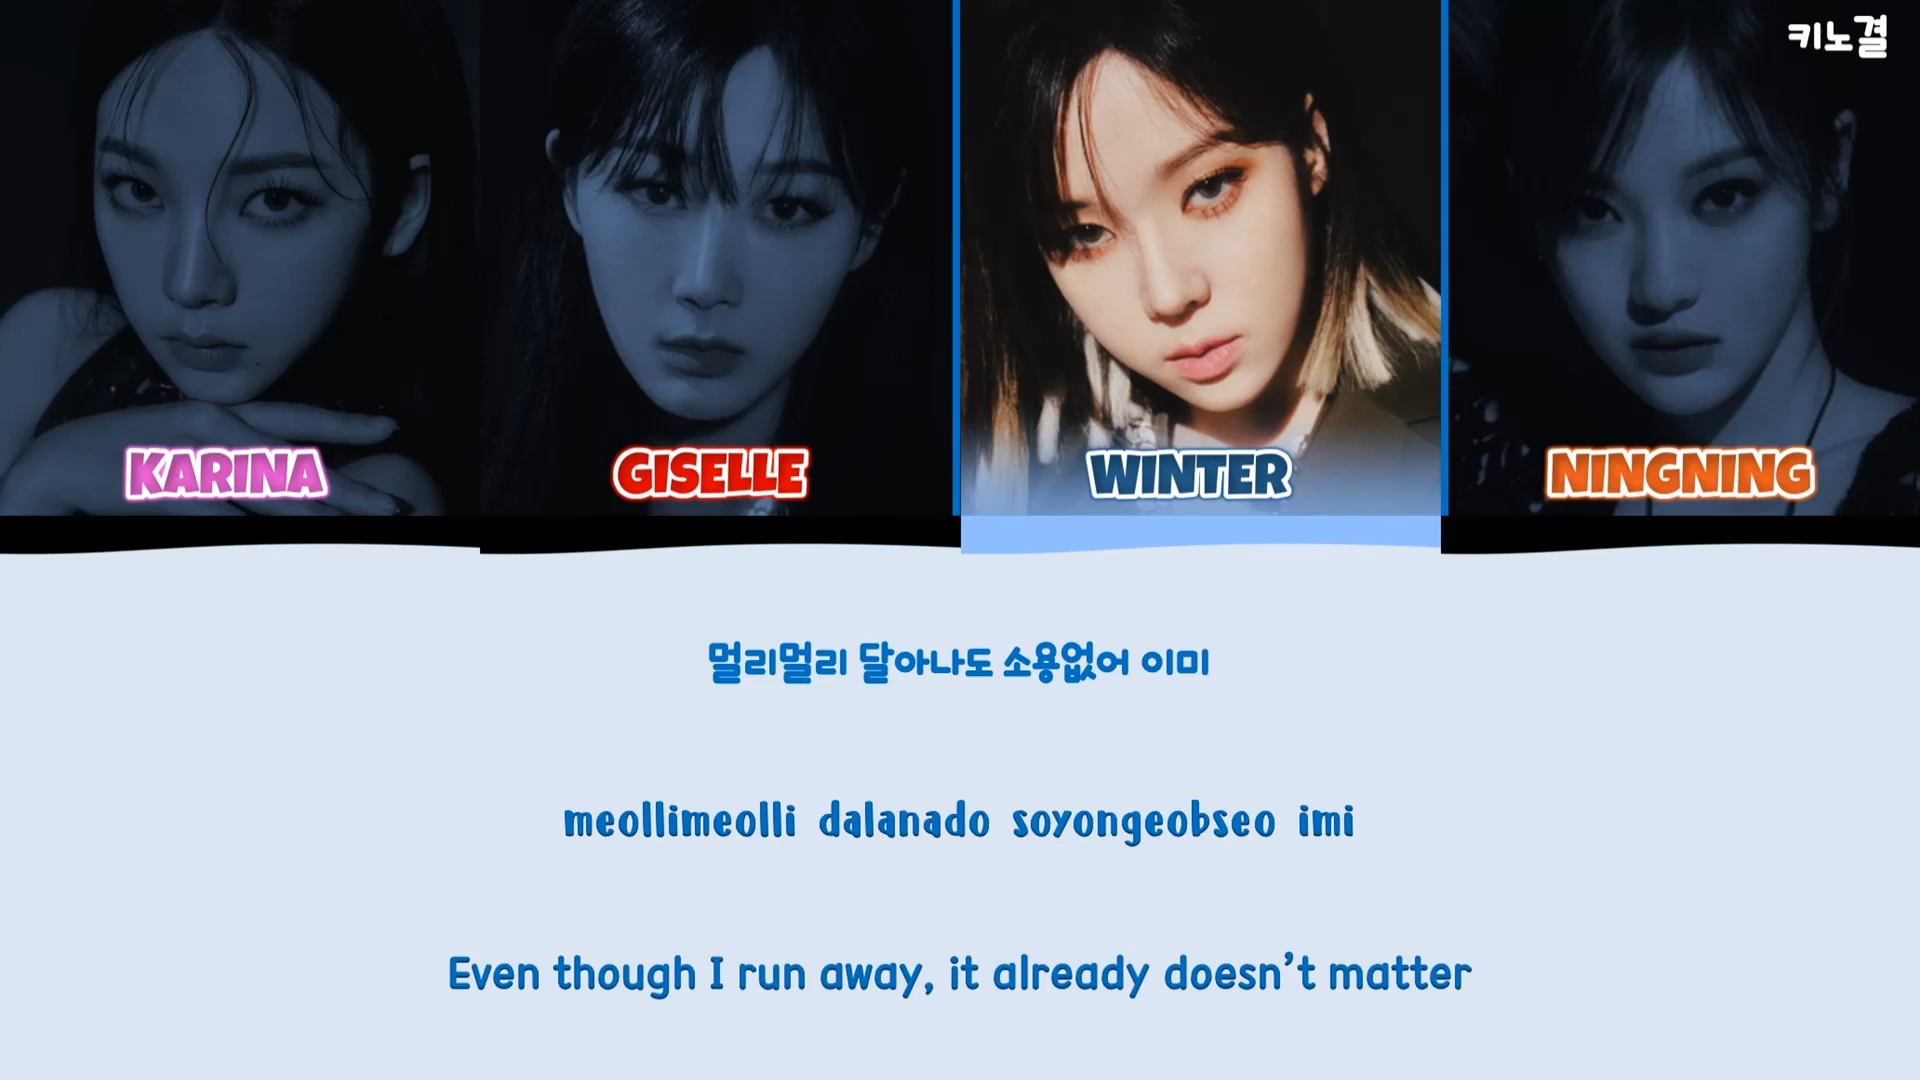 키노결
KARINA
GISELLE
WINTER
NINGNING
멀리멀리 달아나도 소용없어 이미
meollimeolli dalanado soyongeobseo imi
Even though I run away, it already doesn't matter